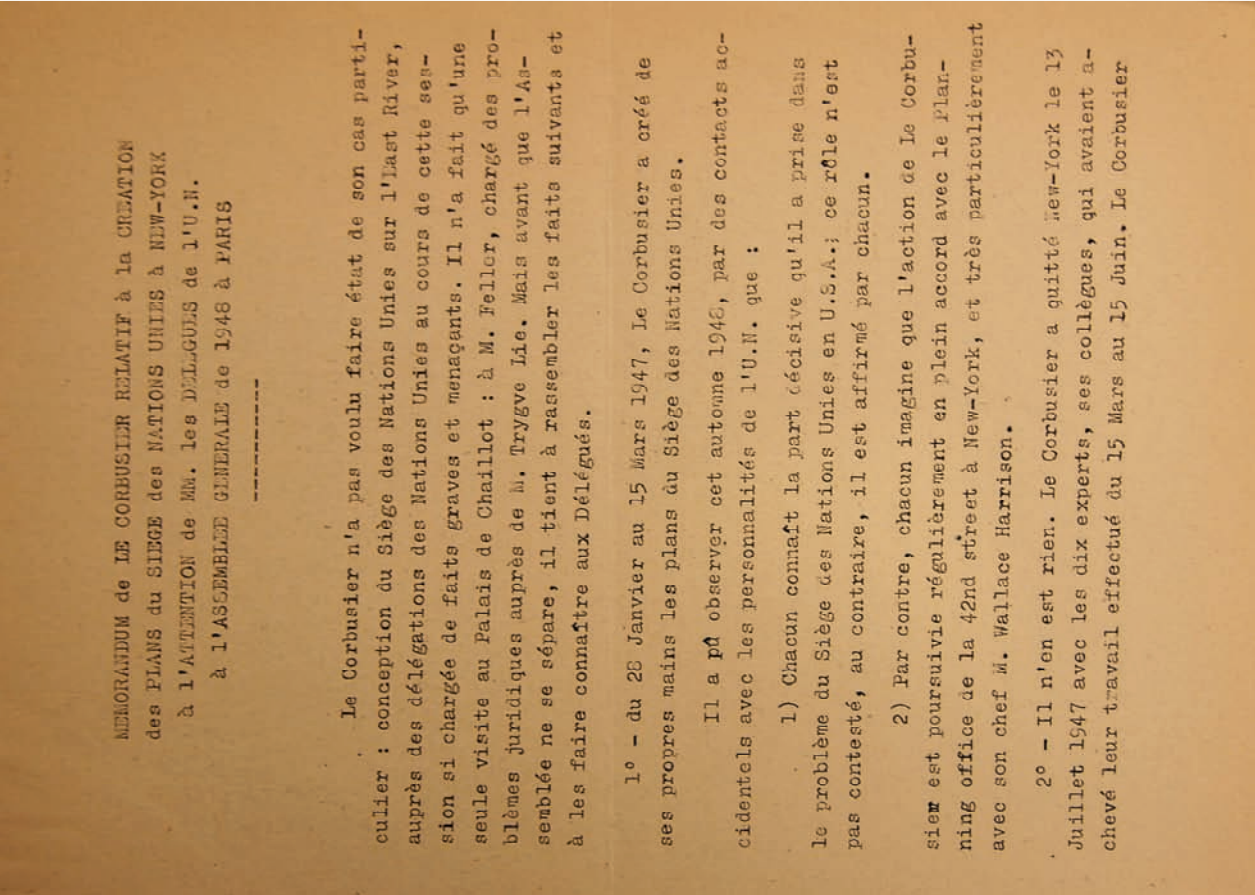 MEMORANDUM de LE CORBUSIER RELATIF à la CREATION
des PLANS du SIEGE des NATIONS UNIES à NEW-YORK
à l'ATTENTION de MM. les DELEGUES de l'U.N.
à l'ASSEMBLEE GENERALE de 1948 à PARIS
-----------
Le Corbusier n'a pas voulu faire état de son cas parti-
culier : conception du Siège des Nations Unies sur l'East River,
auprès des délégations des Nations Unies au cours de cette ses-
sion si chargée de faits graves et menaçants. Il n'a fait qu'une
seule visite au Palais de Chaillot : à M. Feller, chargé des pro-
blèmes juridiques auprès de M. Trygve Lie. Mais avant que l'As-
semblée ne se sépare, il tient à rassembler les faits suivants et
à les faire connaître aux Délégués.
1° - du 28 Janvier au 15 Mars 1947, Le Corbusier a créé de
ses propres mains les plans du Siège des Nations Unies.
Il a pû observer cet automne 1948, par des contacts ac-
cidentels avec les personnalités de l'U.N. que :
1) Chacun connaît la part décisive qu'il a prise dans
le problème du Siège des Nations Unies en U.S.A.; ce rôle n'est
pas contesté, au contraire, il est affirmé par chacun.
2) Par contre, chacun imagine que l'action de Le Corbu-
sier est poursuivie régulièrement en plein accord avec le Plan-
ning office de la 42nd street à New-York, et très particulièrement
avec son chef M. Wallace Harrison.
2° - Il n'en est rien. Le Corbusier a quitté New-York le 13
Juillet 1947 avec les dix experts, ses collègues, qui avaient a-
chevé leur travail effectué du 15 Mars au 15 Juin. Le Corbusier